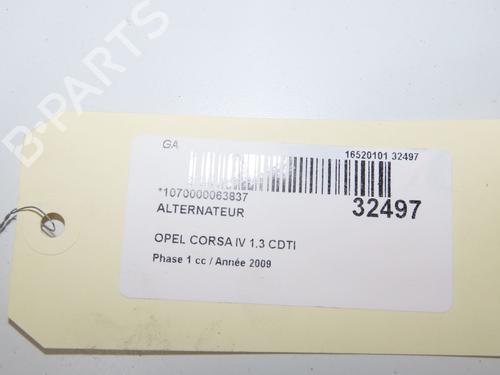 GA
16520101 32497
*1070000063837
32497
ALTERNATEUR
OPEL CORSA IV 1.3 CDTI
Phase 1 cc / Année 2009
B-PARTS